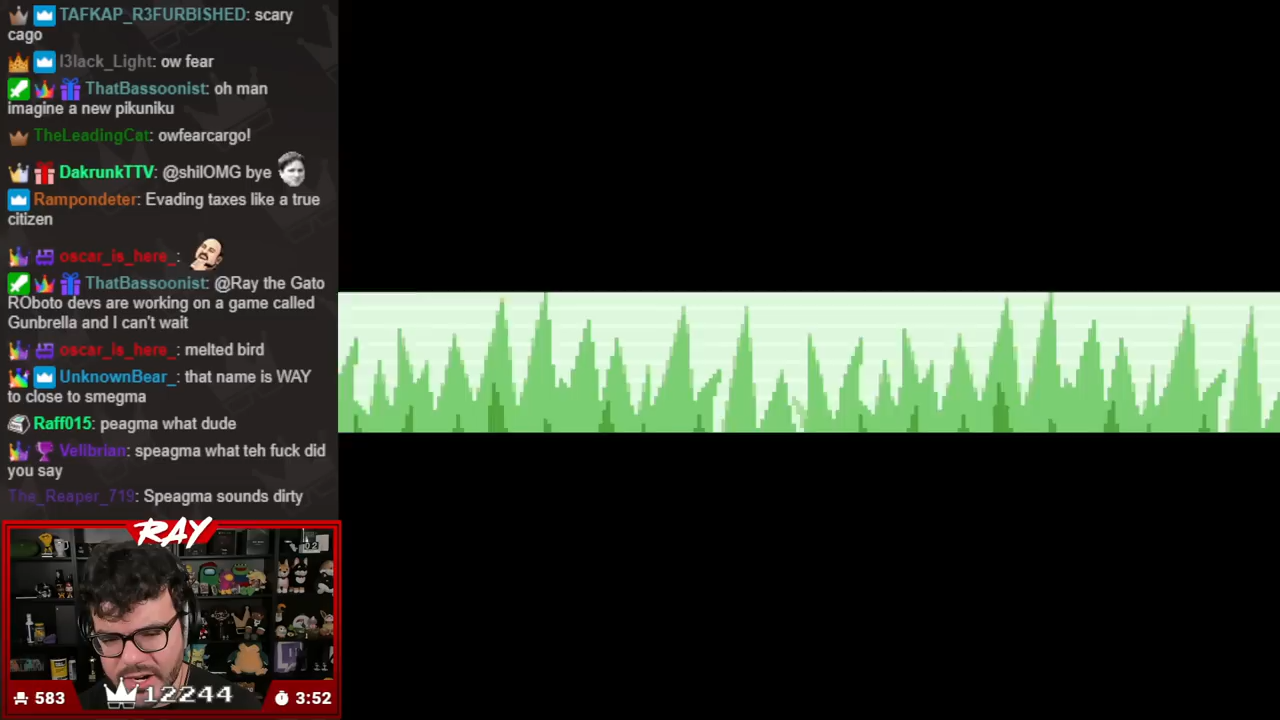 TAFKAP_R3FURBISHED: scary
cago
l3lack_Light: ow fear
ThatBassoonist: oh man
imagine a new pikuniku
TheLeadingCat: owfearcargo!
DakrunkTTV: @shilOMG bye
Rampondeter: Evading taxes like a true
citizen
oscar_is_here_:
ThatBassoonist: @Ray the Gato
ROboto devs are working on a game called
Gunbrella and I can't wait
oscar_is_here_: melted bird
UnknownBear_: that name is WAY
to close to smegma
Raff015: peagma what dude
Vellbrian: speagma what teh fuck did
you say
The_Reaper_719: Speagma sounds dirty
RAY
583
12244
3:52